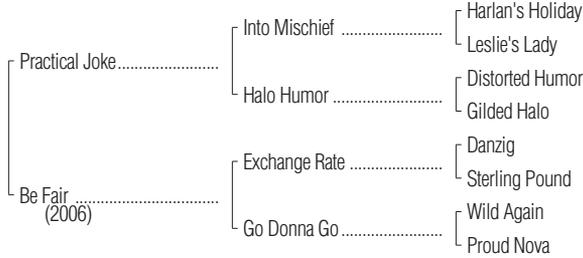 Harlan's Holiday
Into Mischief ........................
Leslie's Lady
Practical Joke........................
Distorted Humor
Halo Humor ..........................
Gilded Halo
Danzig
Exchange Rate ......................
Sterling Pound
Be Fair ..................................
(2006)
Wild Again
Go Donna Go........................
Proud Nova